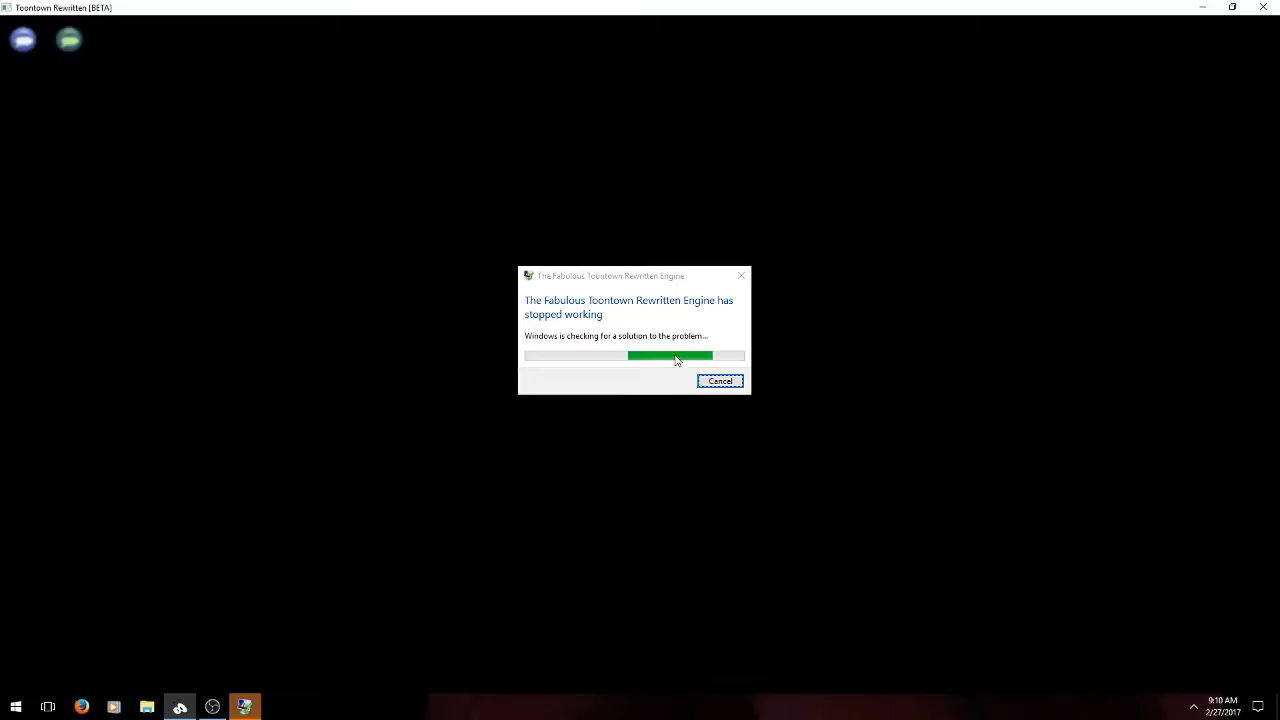 Toontown Rewritten [BETA]
The Fabulous Toontown Rewritten Engine
The Fabulous Toontown Rewritten Engine has
stopped working
Windows is checking for a solution to the problem...
Cancel
9:10 AM
2/27/2017